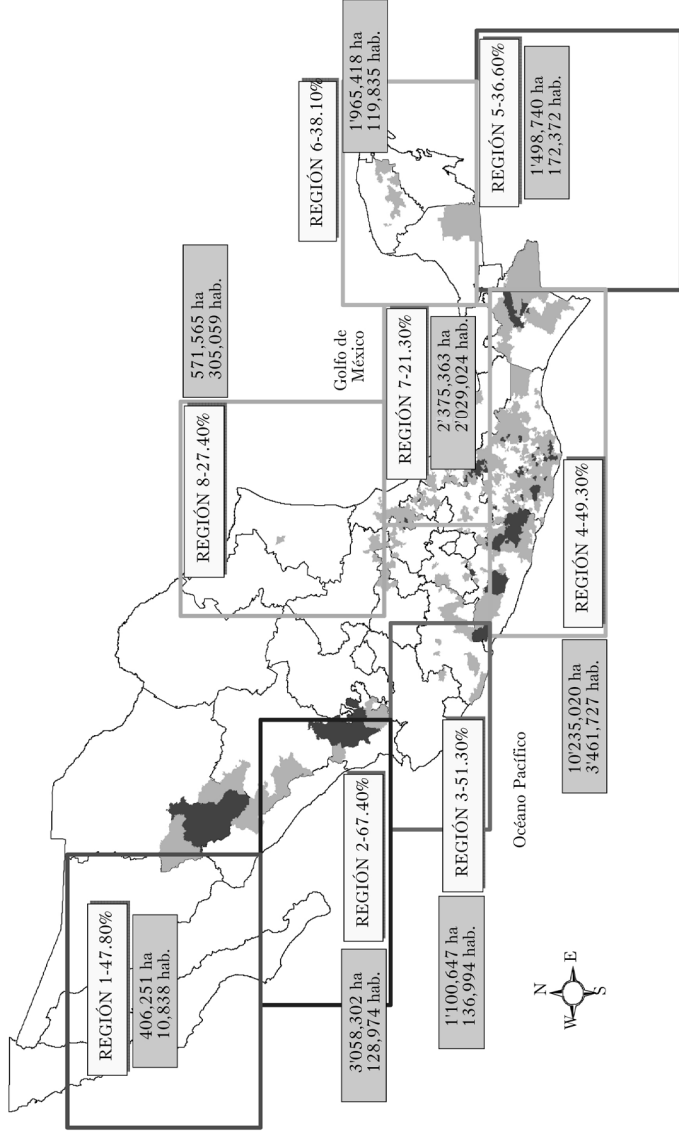 REGIÓN 1-47.80%
406,251 ha
10,838 hab.
REGIÓN 2-67.40%
3'058,302 ha
128,974 hab.
REGIÓN 3-51.30%
1'100,647 ha
136,994 hab.
Océano Pacífico
REGIÓN 8-27.40%
571,565 ha
305,059 hab.
Golfo de
México
REGIÓN 7-21.30%
2'375,363 ha
2'029,024 hab.
REGIÓN 4-49.30%
10'235,020 ha
3'461,727 hab.
REGIÓN 6-38.10%
1'965,418 ha
119,835 hab.
REGIÓN 5-36.60%
1'498,740 ha
172,372 hab.
N
W
E
S